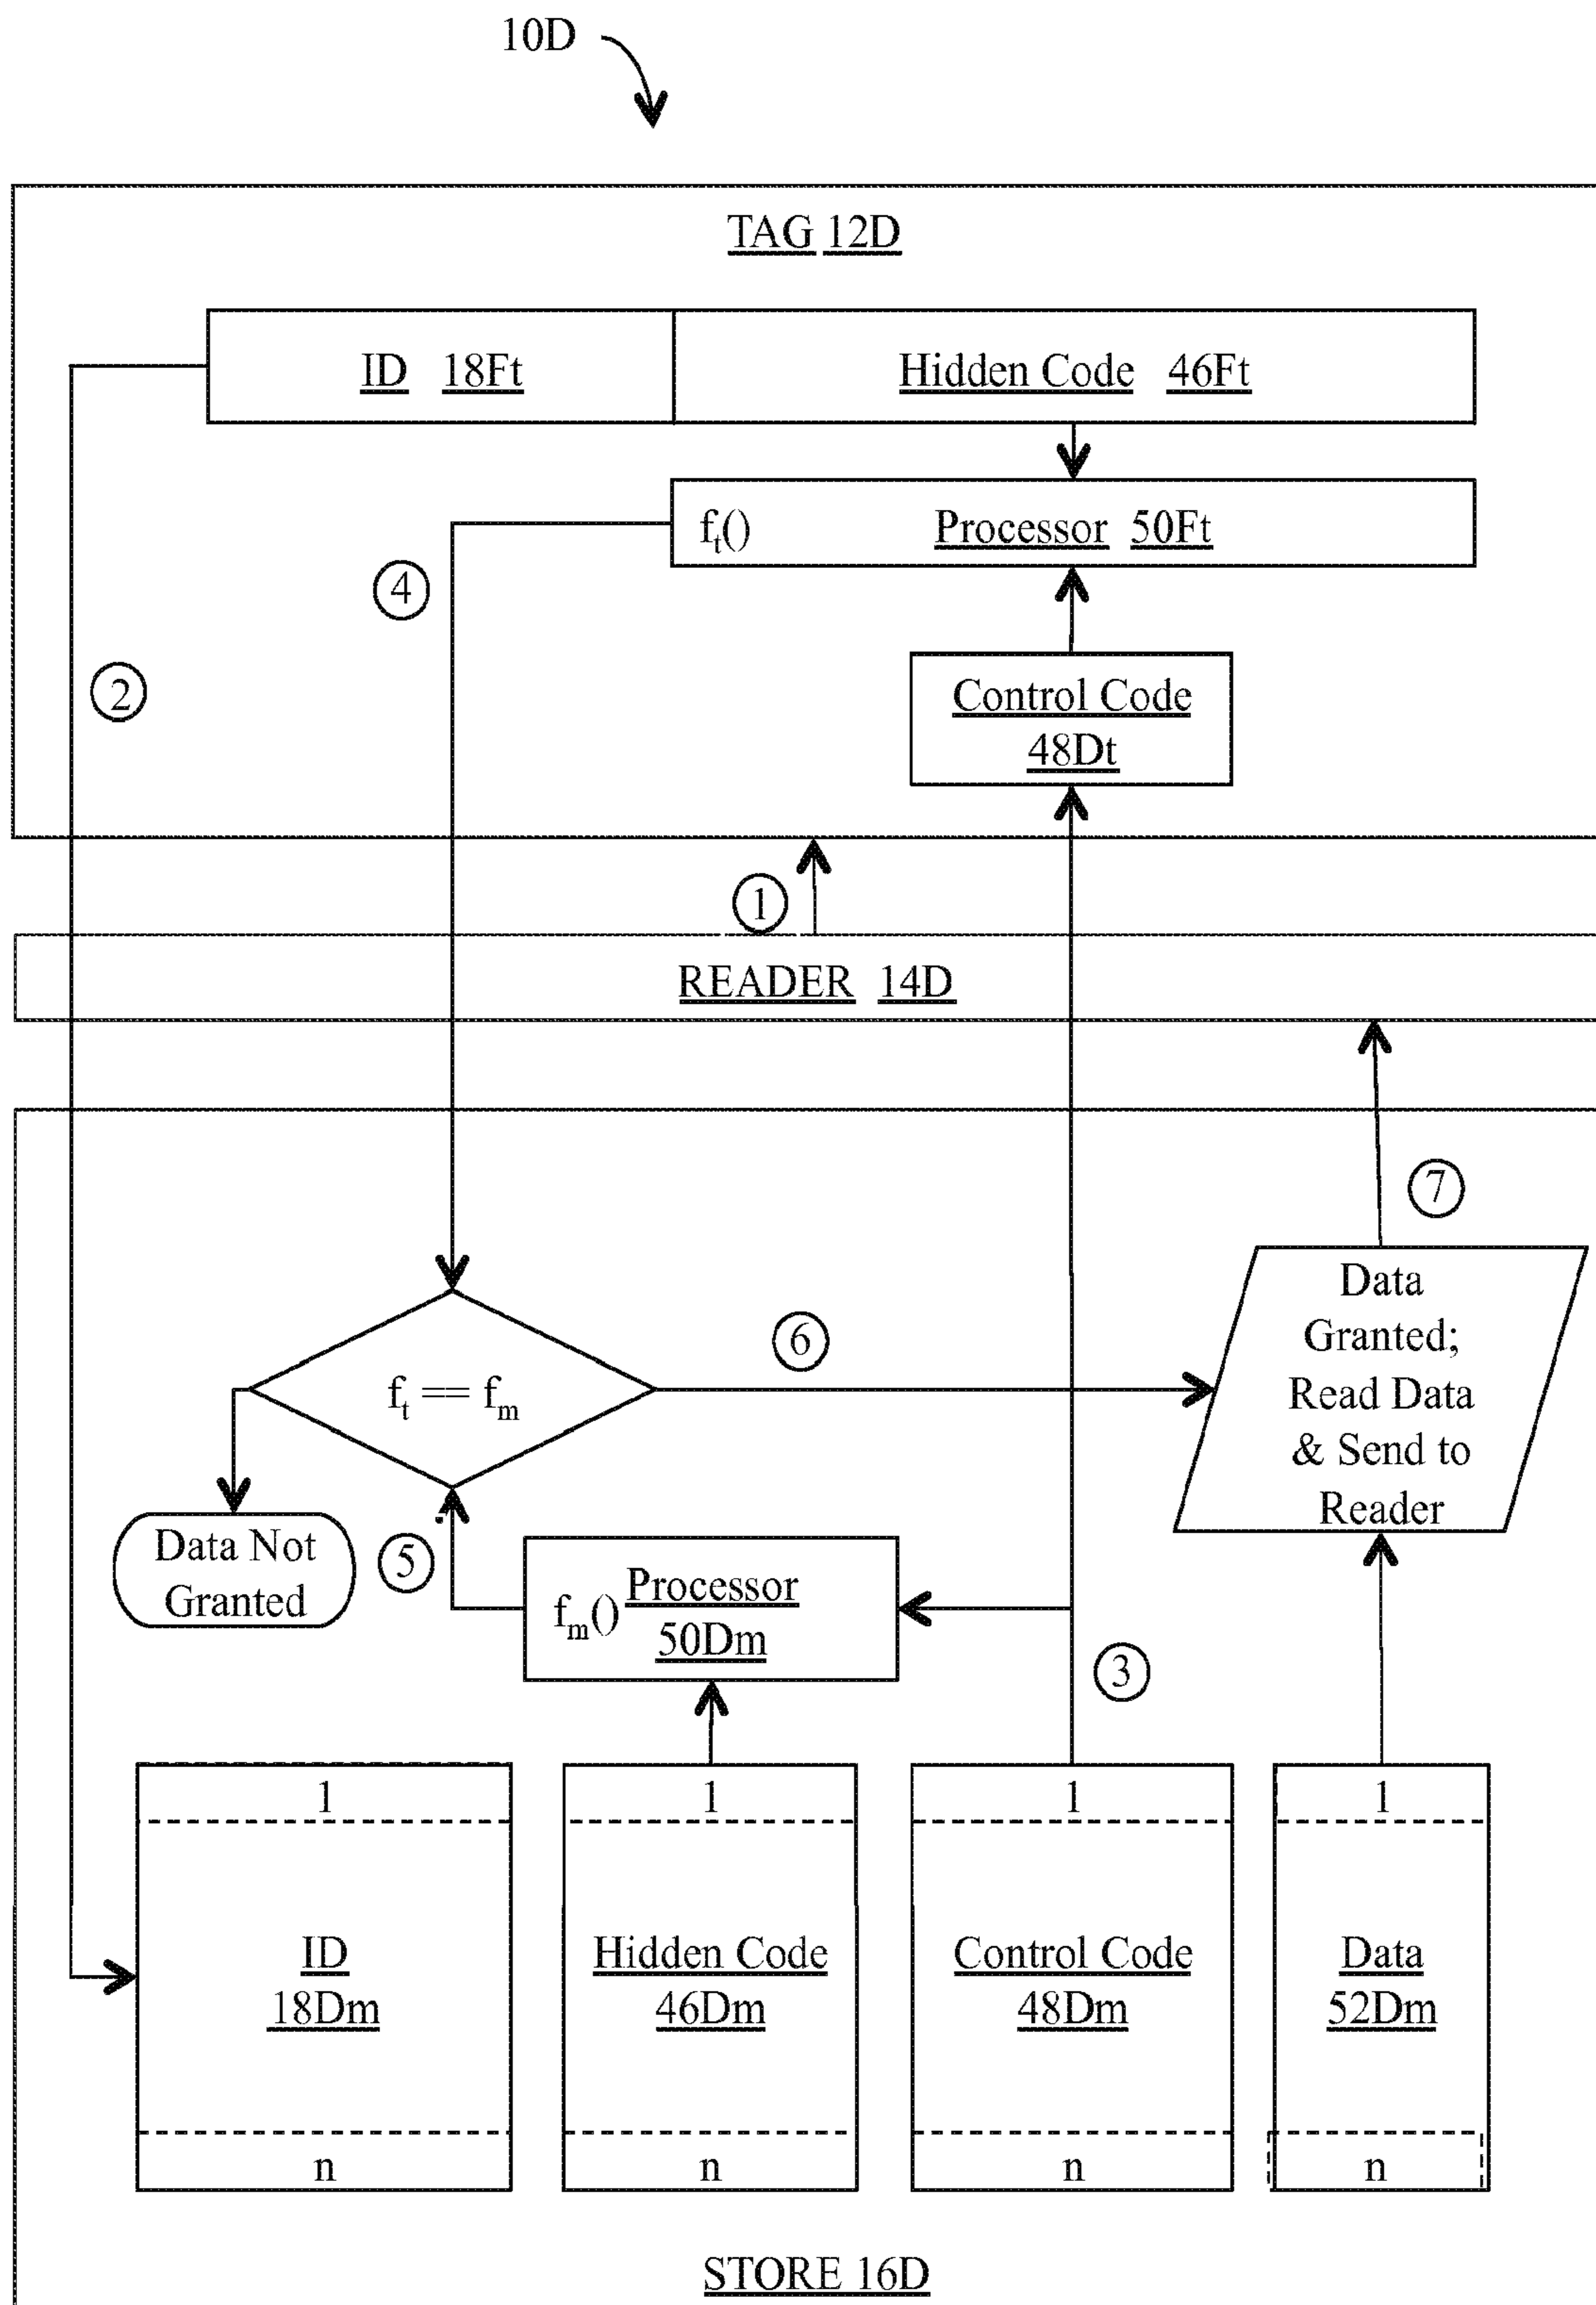 10D
TAG 12D
ID 18Ft
Hidden Code 46Ft
ft()
Processor 50Ft
4
2
Control Code
48Dt
1
READER 14D
7
Data
Granted;
Read Data
& Send to
Reader
6
ft == fm
Data Not
Granted
5
fm()
Processor
50Dm
3
1
1
1
1
ID
18Dm
Hidden Code
46Dm
Control Code
48Dm
Data
52Dm
n
n
n
n
STORE 16D